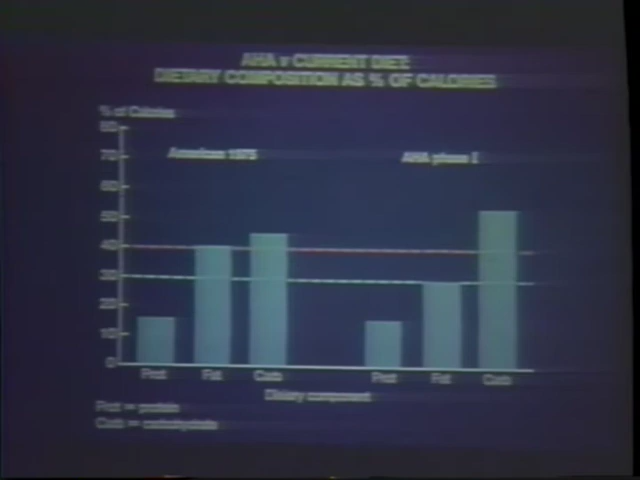 AHA v CURRENT DIET:
DIETARY COMPOSITION AS % OF CALORIES
% of Calories
80
70
60
50
40
30
20
10
0
American 1975
AHA phase I
Prot Fat Carb Prot Fat Carb
Dietary component
Prot = protein
Carb = carbohydrate